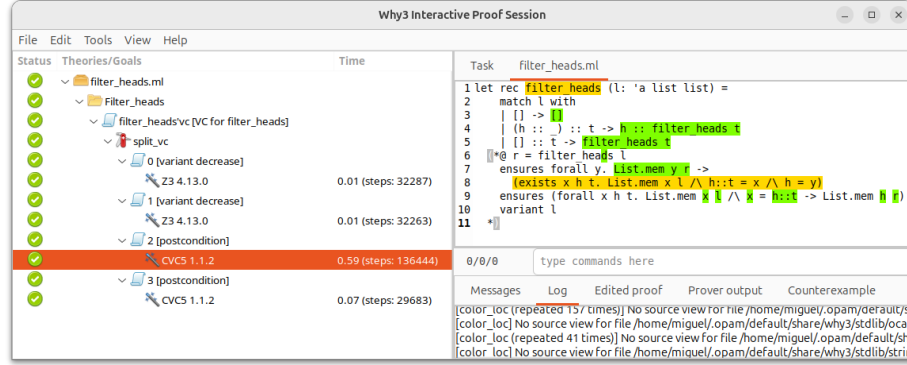 Why3 Interactive Proof Session
File Edit Tools View Help
Status Theories/Goals Time
filter_heads.ml
Filter_heads
filter_heads'vc [VC for filter_heads]
split_vc
0 [variant decrease]
Z3 4.13.0 0.01 (steps: 32287)
1 [variant decrease]
Z3 4.13.0 0.01 (steps: 32263)
2 [postcondition]
CVC5 1.1.2 0.59 (steps: 136444)
3 [postcondition]
CVC5 1.1.2 0.07 (steps: 29683)
Task filter_heads.ml
1 let rec filter_heads (l: 'a list list) =
2 match l with
3 | [] -> []
4 | (h :: _) :: t -> h :: filter_heads t
5 | [] :: t -> filter_heads t
6 (*@ r = filter_heads l
7 ensures forall y. List.mem y r ->
8 (exists x h t. List.mem x l /\ h::t = x /\ h = y)
9 ensures (forall x h t. List.mem x l /\ x = h::t -> List.mem h r)
10 variant l
11 *)
0/0/0 type commands here
Messages Log Edited proof Prover output Counterexample
[color_loc (repeated 157 times)] No source view for file /home/miguel/.opam/default/s
[color_loc] No source view for file /home/miguel/.opam/default/share/why3/stdlib/oca
[color_loc (repeated 41 times)] No source view for file /home/miguel/.opam/default/sh
[color_loc] No source view for file /home/miguel/.opam/default/share/why3/stdlib/stri